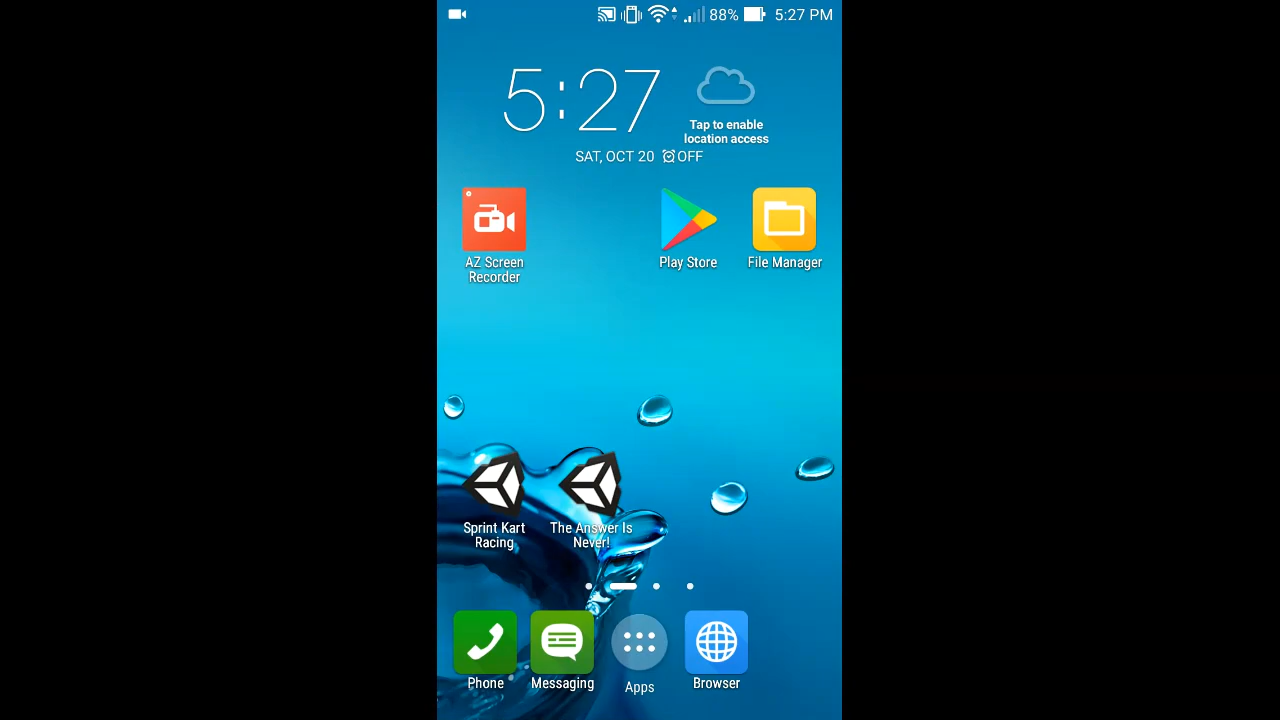 88% 5:27 PM
5:27
Tap to enable
location access
SAT, OCT 20 OFF
AZ Screen
Recorder
Play Store
File Manager
Sprint Kart
Racing
The Answer Is
Never!
Phone
Messaging
Apps
Browser